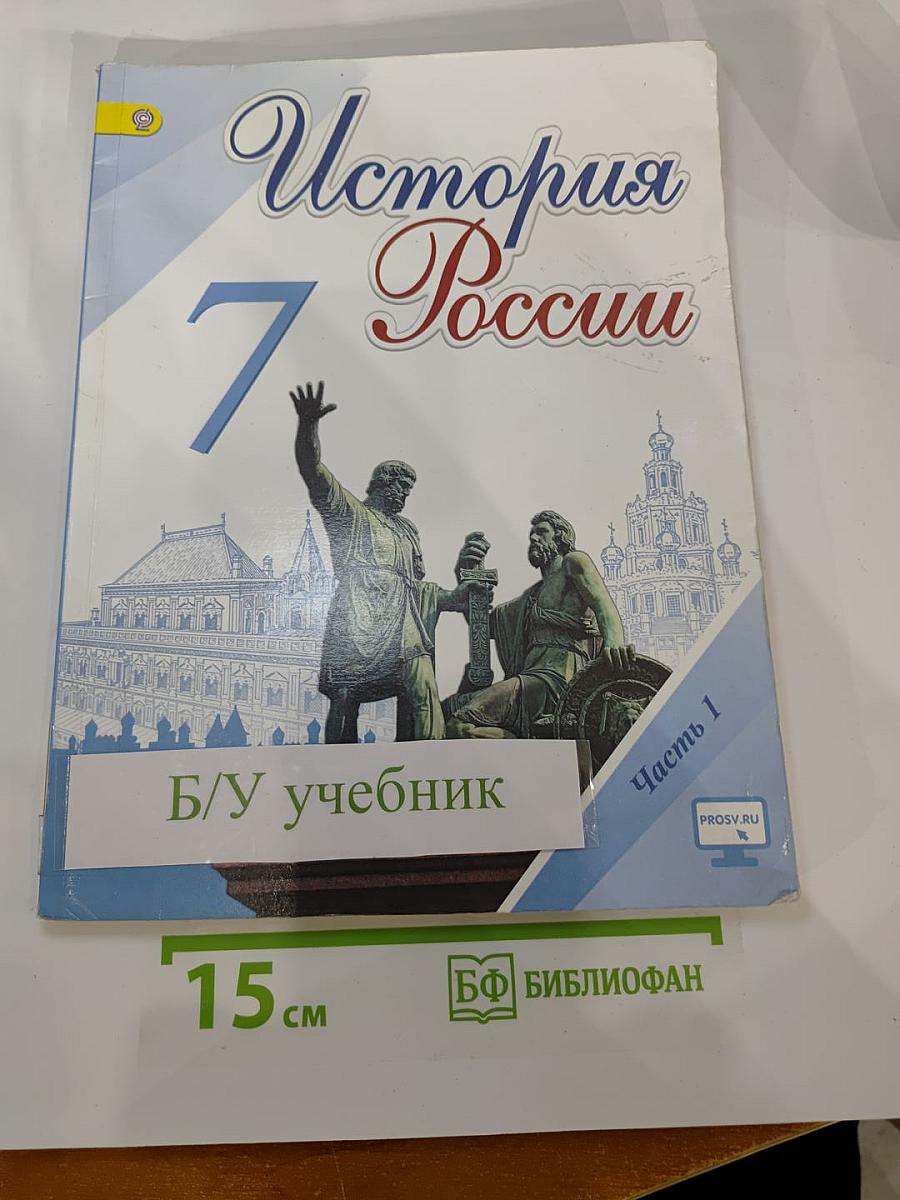 История
России
7
Часть 1
PROSV.RU
Б/У учебник
15 см
БФ БИБЛИОФАН